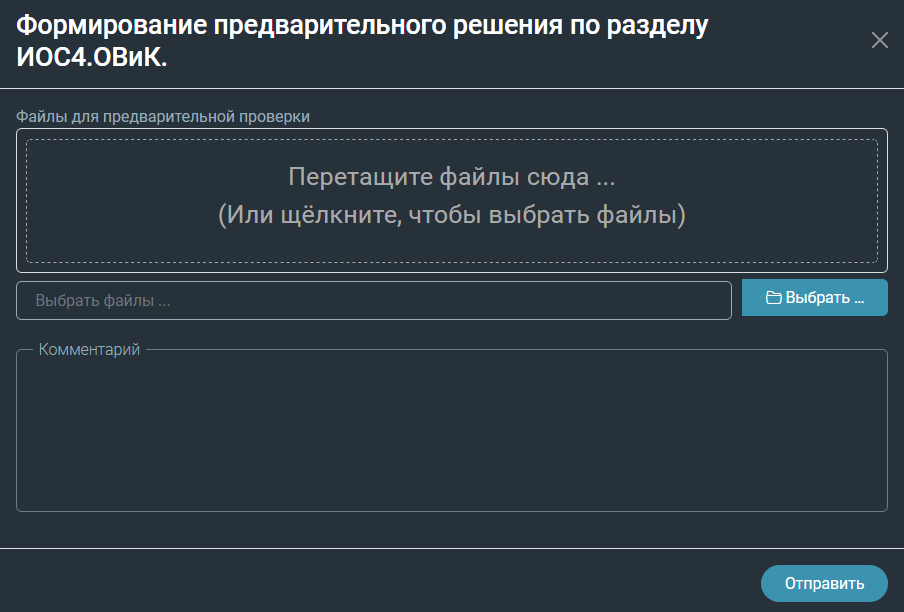 Формирование предварительного решения по разделу
ИОС4.ОВиК.
Файлы для предварительной проверки
Перетащите файлы сюда ...
(Или щёлкните, чтобы выбрать файлы)
Выбрать файлы ...
Выбрать ...
Комментарий
Отправить